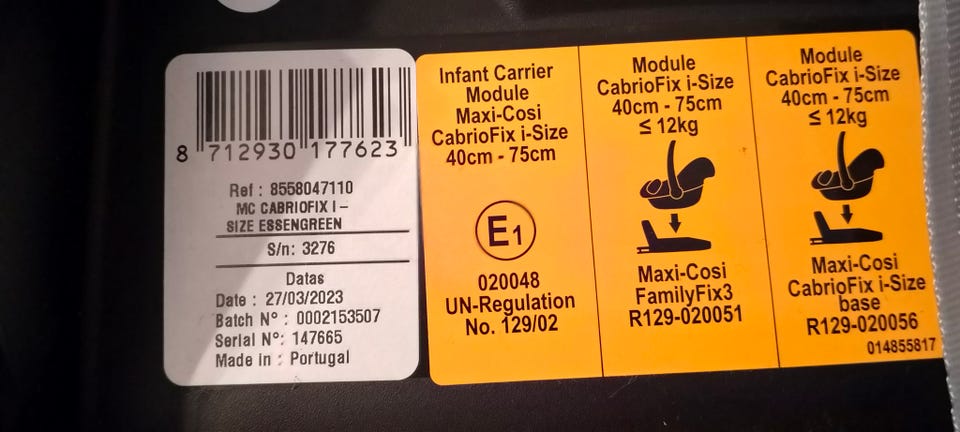 8 712930 177623
Ref : 8558047110
MC CABRIOFIX I -
SIZE ESSENGREEN
S/n: 3276
Datas
Date : 27/03/2023
Batch N° : 0002153507
Serial N°: 147665
Made in : Portugal
Infant Carrier
Module
Maxi-Cosi
CabrioFix i-Size
40cm - 75cm
E1
020048
UN-Regulation
No. 129/02
Module
CabrioFix i-Size
40cm - 75cm
≤ 12kg
Maxi-Cosi
FamilyFix3
R129-020051
Module
CabrioFix i-Size
40cm - 75cm
≤ 12kg
Maxi-Cosi
CabrioFix i-Size
base
R129-020056
014855817